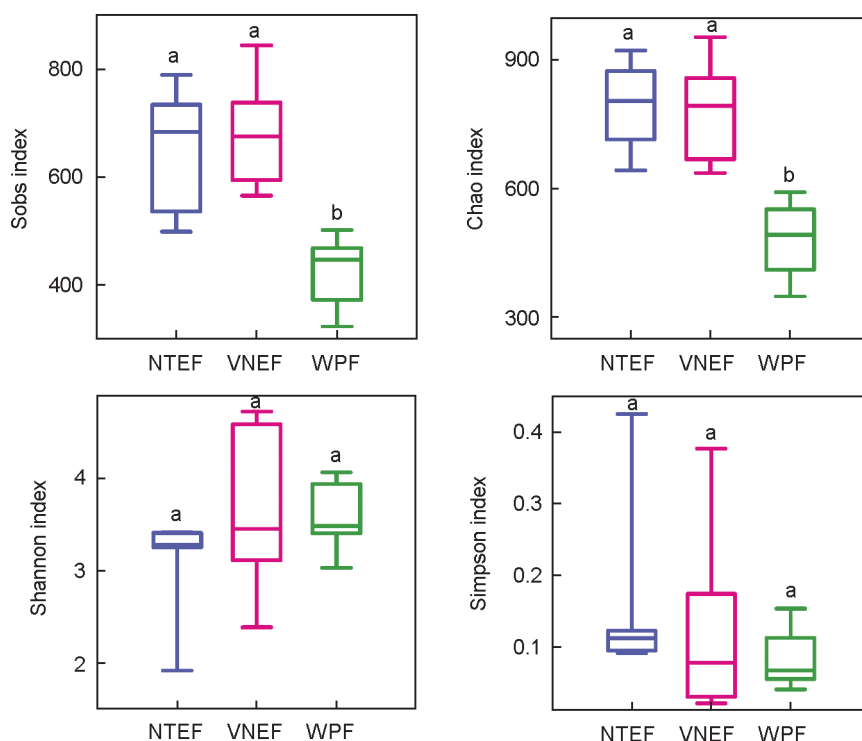 Sobs index
800
600
400
a
a
b
NTEF VNEF WPF
Chao index
900
600
300
a
a
b
NTEF VNEF WPF
Shannon index
4
3
2
a
a
a
NTEF VNEF WPF
Simpson index
0.4
0.3
0.2
0.1
a
a
a
NTEF VNEF WPF